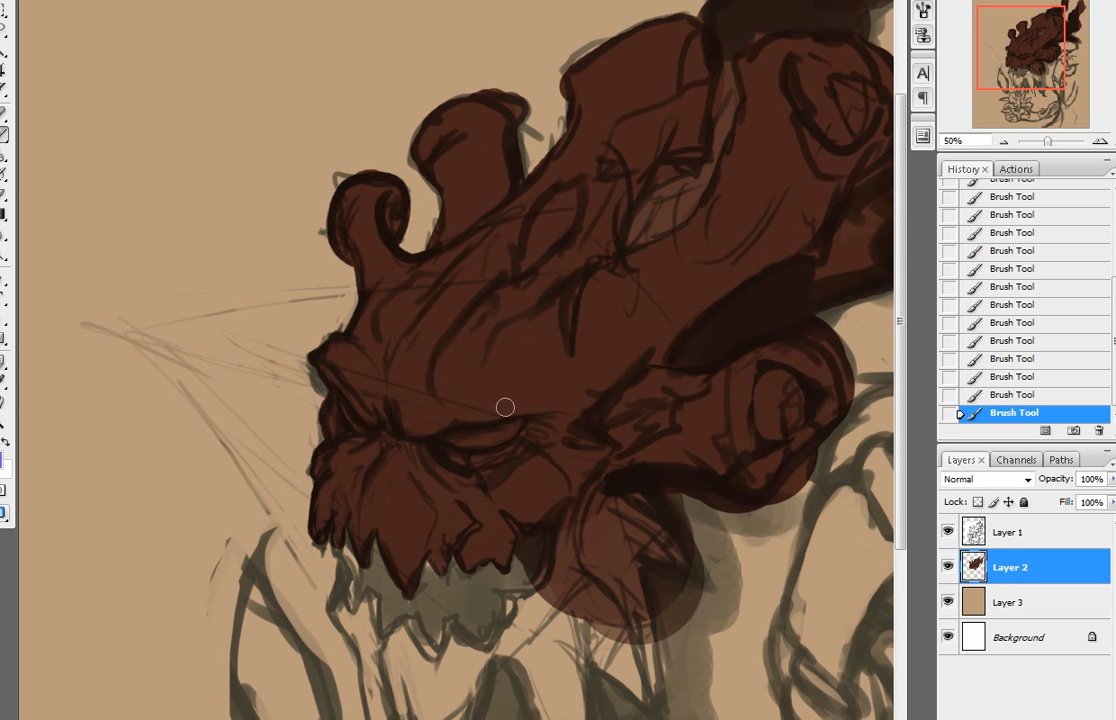 A
50%
History × Actions
Brush Tool
Brush Tool
Brush Tool
Brush Tool
Brush Tool
Brush Tool
Brush Tool
Brush Tool
Brush Tool
Brush Tool
Brush Tool
Brush Tool
Brush Tool
Brush Tool
Layers × Channels Paths
Normal Opacity: 100%
Lock: Fill: 100%
Layer 1
Layer 2
Layer 3
Background